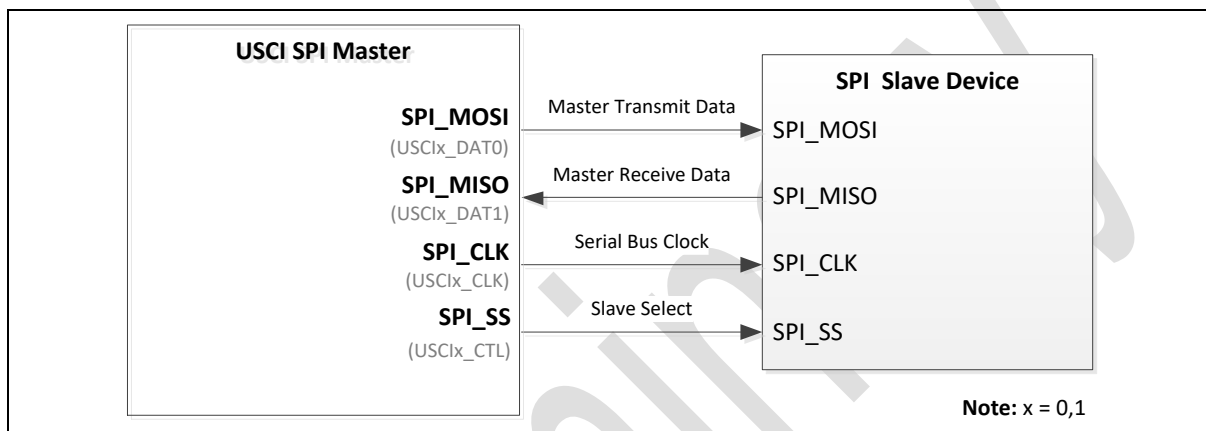 USCI SPI Master
SPI Slave Device
SPI_MOSI
(USCIx_DAT0)
Master Transmit Data
SPI_MOSI
SPI_MISO
(USCIx_DAT1)
Master Receive Data
SPI_MISO
SPI_CLK
(USCIx_CLK)
Serial Bus Clock
SPI_CLK
SPI_SS
(USCIx_CTL)
Slave Select
SPI_SS
Note: x = 0,1